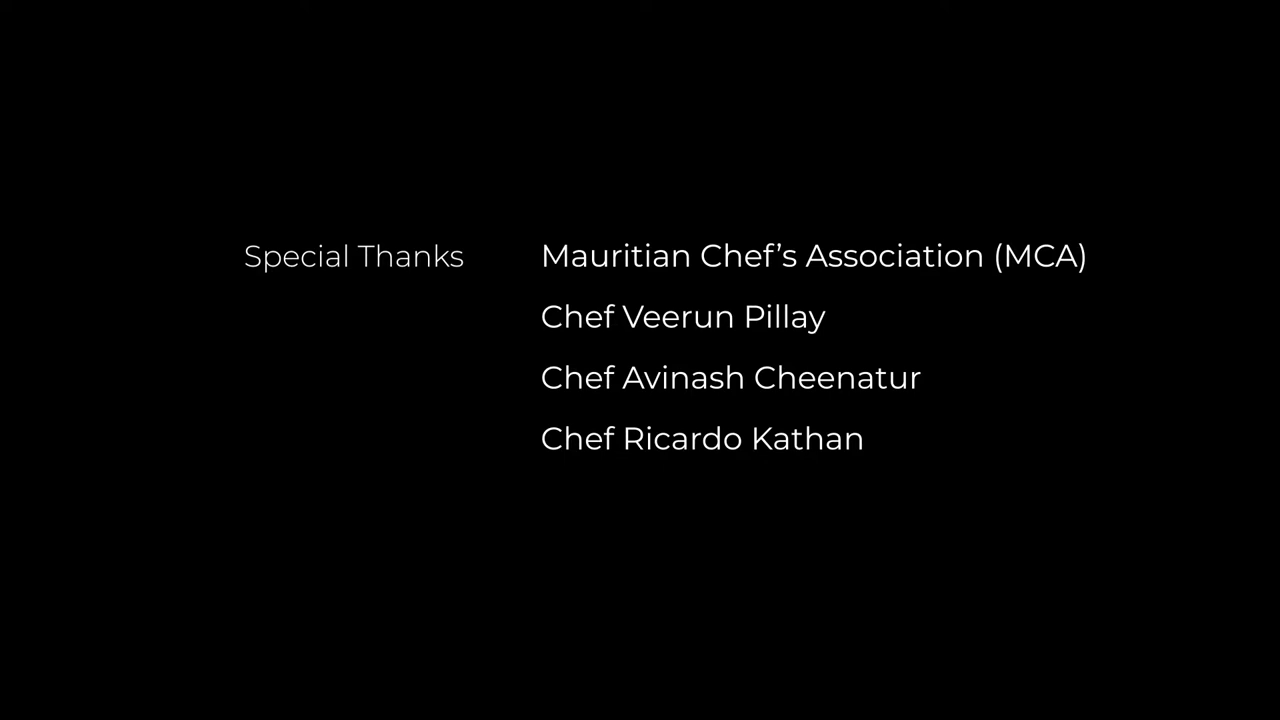 Special Thanks Mauritian Chef’s Association (MCA)
Chef Veerun Pillay
Chef Avinash Cheenatur
Chef Ricardo Kathan